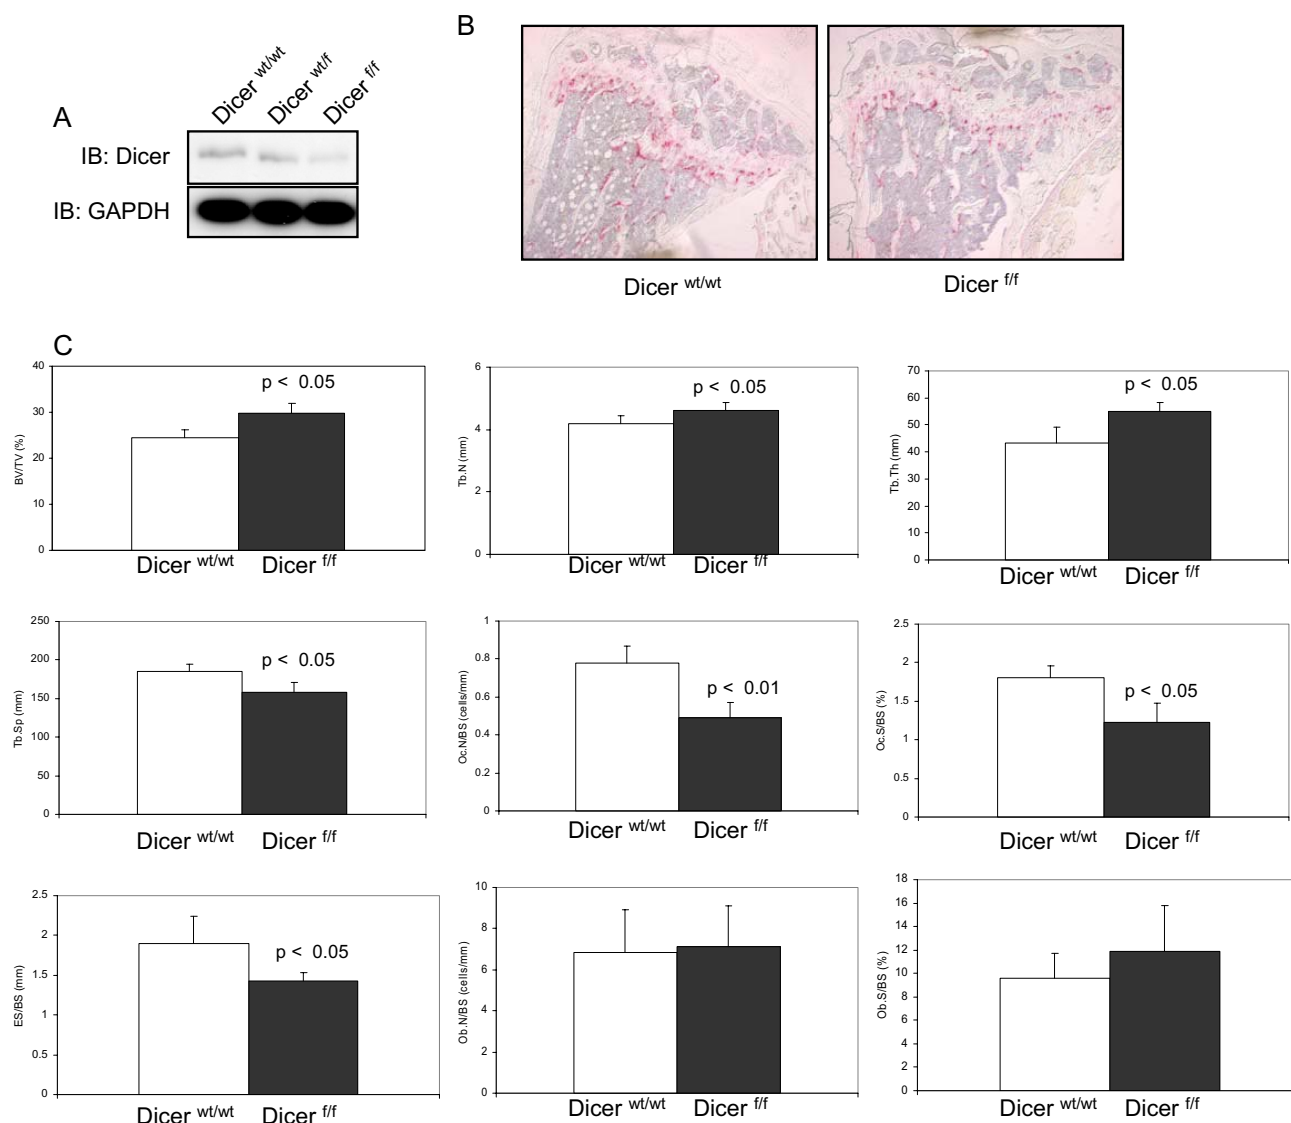 A
Dicer wt/wt
Dicer wt/f
Dicer f/f
IB: Dicer
IB: GAPDH
B
Dicer wt/wt
Dicer f/f
C
40
30
20
10
0
BV/TV (%)
p < 0.05
Dicer wt/wt Dicer f/f
6
4
2
0
Tb.N (mm)
p < 0.05
Dicer wt/wt Dicer f/f
70
60
50
40
30
20
10
0
Tb.Th (mm)
p < 0.05
Dicer wt/wt Dicer f/f
250
200
150
100
50
0
Tb.Sp (mm)
p < 0.05
Dicer wt/wt Dicer f/f
1
0.8
0.6
0.4
0.2
0
Oc.N/BS (cells/mm)
p < 0.01
Dicer wt/wt Dicer f/f
2.5
2
1.5
1
0.5
0
Oc.S/BS (%)
p < 0.05
Dicer wt/wt Dicer f/f
2.5
2
1.5
1
0.5
0
ES/BS (mm)
p < 0.05
Dicer wt/wt Dicer f/f
10
8
6
4
2
0
Ob.N/BS (cells/mm)
Dicer wt/wt Dicer f/f
18
16
14
12
10
8
6
4
2
0
Ob.S/BS (%)
Dicer wt/wt Dicer f/f